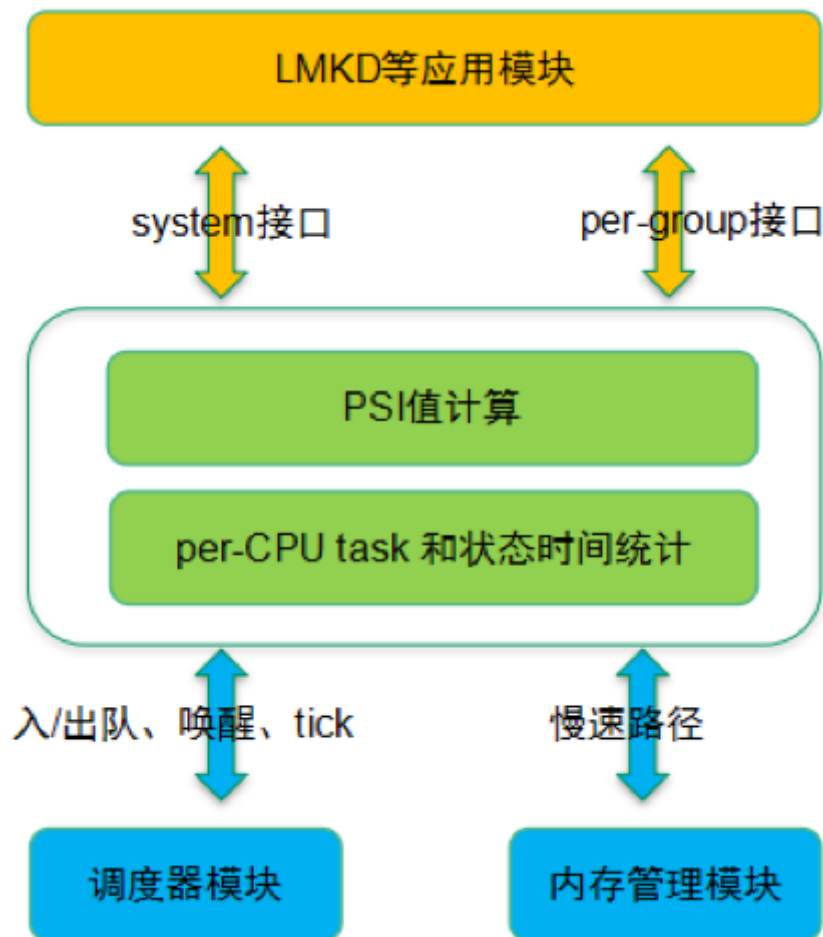 LMKD等应用模块
system接口
per-group接口
PSI值计算
per-CPU task 和状态时间统计
入/出队、唤醒、tick
慢速路径
调度器模块
内存管理模块